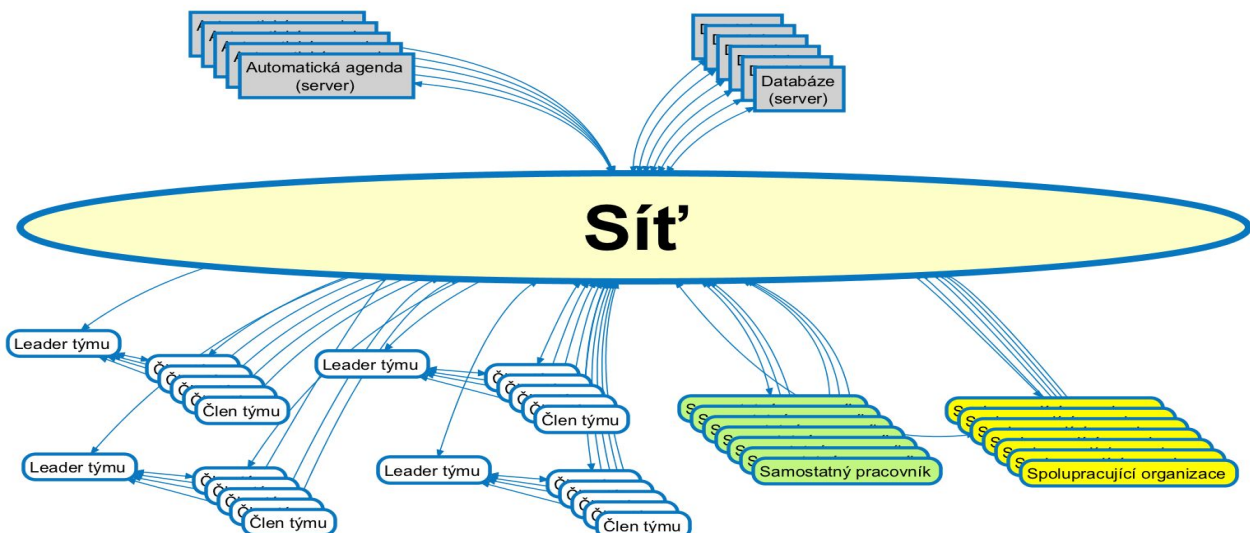 Automatická agenda
(server)
Databáze
(server)
Síť
Leader týmu
Člen týmu
Leader týmu
Člen týmu
Leader týmu
Člen týmu
Leader týmu
Člen týmu
Samostatný pracovník
Spolupracující organizace